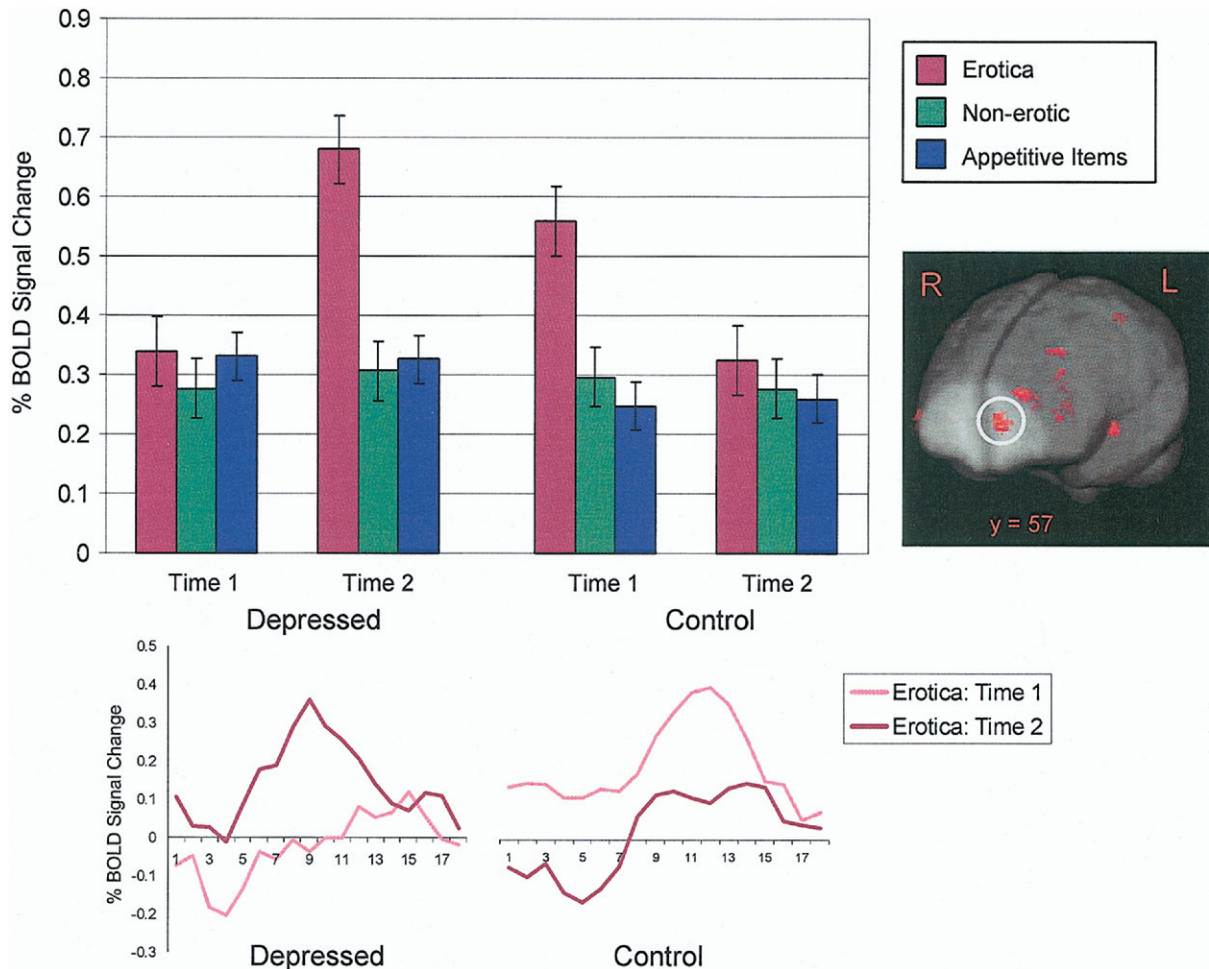 0.9
0.8
0.7
0.6
0.5
0.4
0.3
0.2
0.1
0
% BOLD Signal Change
Time 1 Time 2 Time 1 Time 2
Depressed Control
Erotica
Non-erotic
Appetitive Items
R L
y = 57
0.5
0.4
0.3
0.2
0.1
0
-0.1
-0.2
-0.3
% BOLD Signal Change
1 3 5 7 9 11 13 15 17
1 3 5 7 9 11 13 15 17
Depressed Control
Erotica: Time 1
Erotica: Time 2